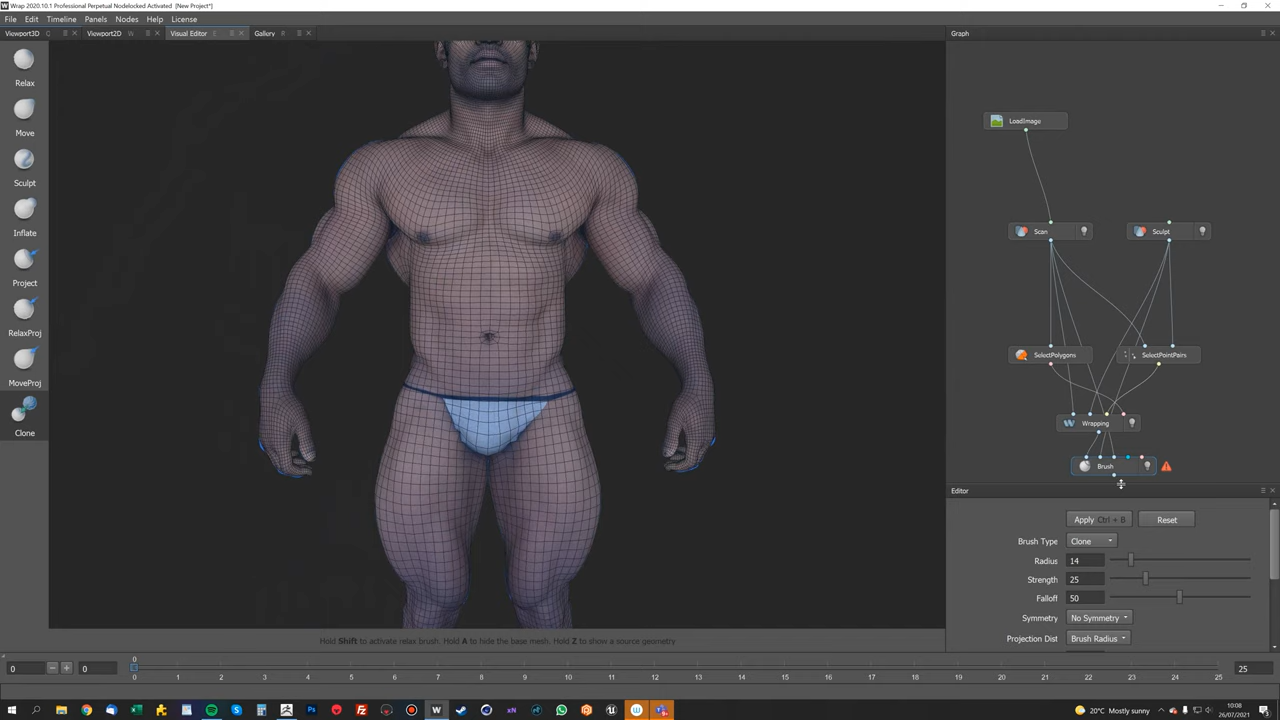 Wrap 2020.10.1 Professional Perpetual Nodelocked Activated [New Project*]
File Edit Timeline Panels Nodes Help License
Viewport3D Q Viewport2D W Visual Editor E Gallery R Graph
Relax
Move
Sculpt
Inflate
Project
RelaxProj
MoveProj
Clone
LoadImage
Scan Sculpt
SelectPolygons SelectPointPairs
Wrapping
Brush
Editor
Apply Ctrl + B Reset
Brush Type Clone
Radius 14
Strength 25
Falloff 50
Symmetry No Symmetry
Projection Dist Brush Radius
Hold Shift to activate relax brush. Hold A to hide the base mesh. Hold Z to show a source geometry
0 0 0 25
0 1 2 3 4 5 6 7 8 9 10 11 12 13 14 15 16 17 18 19 20 21 22 23 24 25
20°C Mostly sunny
10:08
26/07/2021